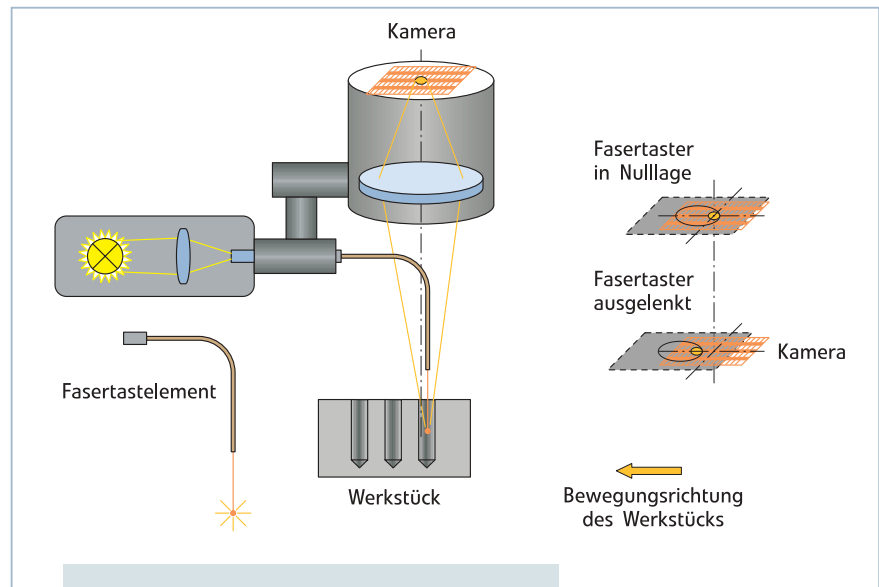 Kamera
Fasertaster
in Nulllage
Fasertaster
ausgelenkt
Kamera
Fasertastelement
Werkstück
Bewegungsrichtung
des Werkstücks